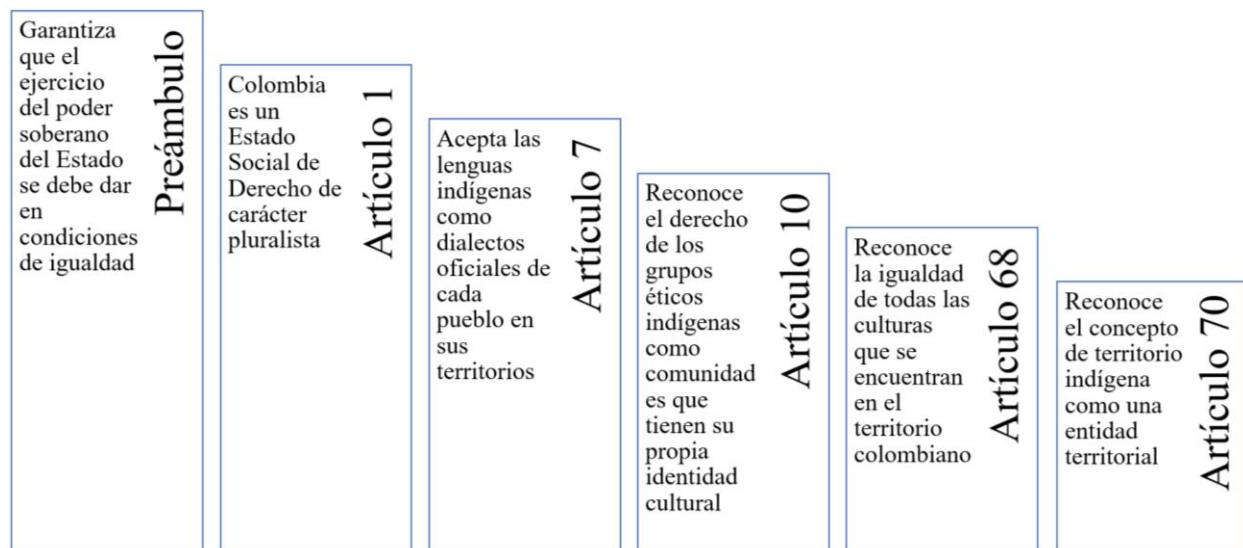 Garantiza
que el
ejercicio
del poder
soberano
del Estado
se debe dar
en
condiciones
de igualdad
Preámbulo
Colombia
es un
Estado
Social de
Derecho de
carácter
pluralista
Artículo 1
Acepta las
lenguas
indígenas
como
dialectos
oficiales de
cada
pueblo en
sus
territorios
Artículo 7
Reconoce
el derecho
de los
grupos
éticos
indígenas
como
comunidad
es que
tienen su
propia
identidad
cultural
Artículo 10
Reconoce
la igualdad
de todas las
culturas
que se
encuentran
en el
territorio
colombiano
Artículo 68
Reconoce
el concepto
de territorio
indígena
como una
entidad
territorial
Artículo 70